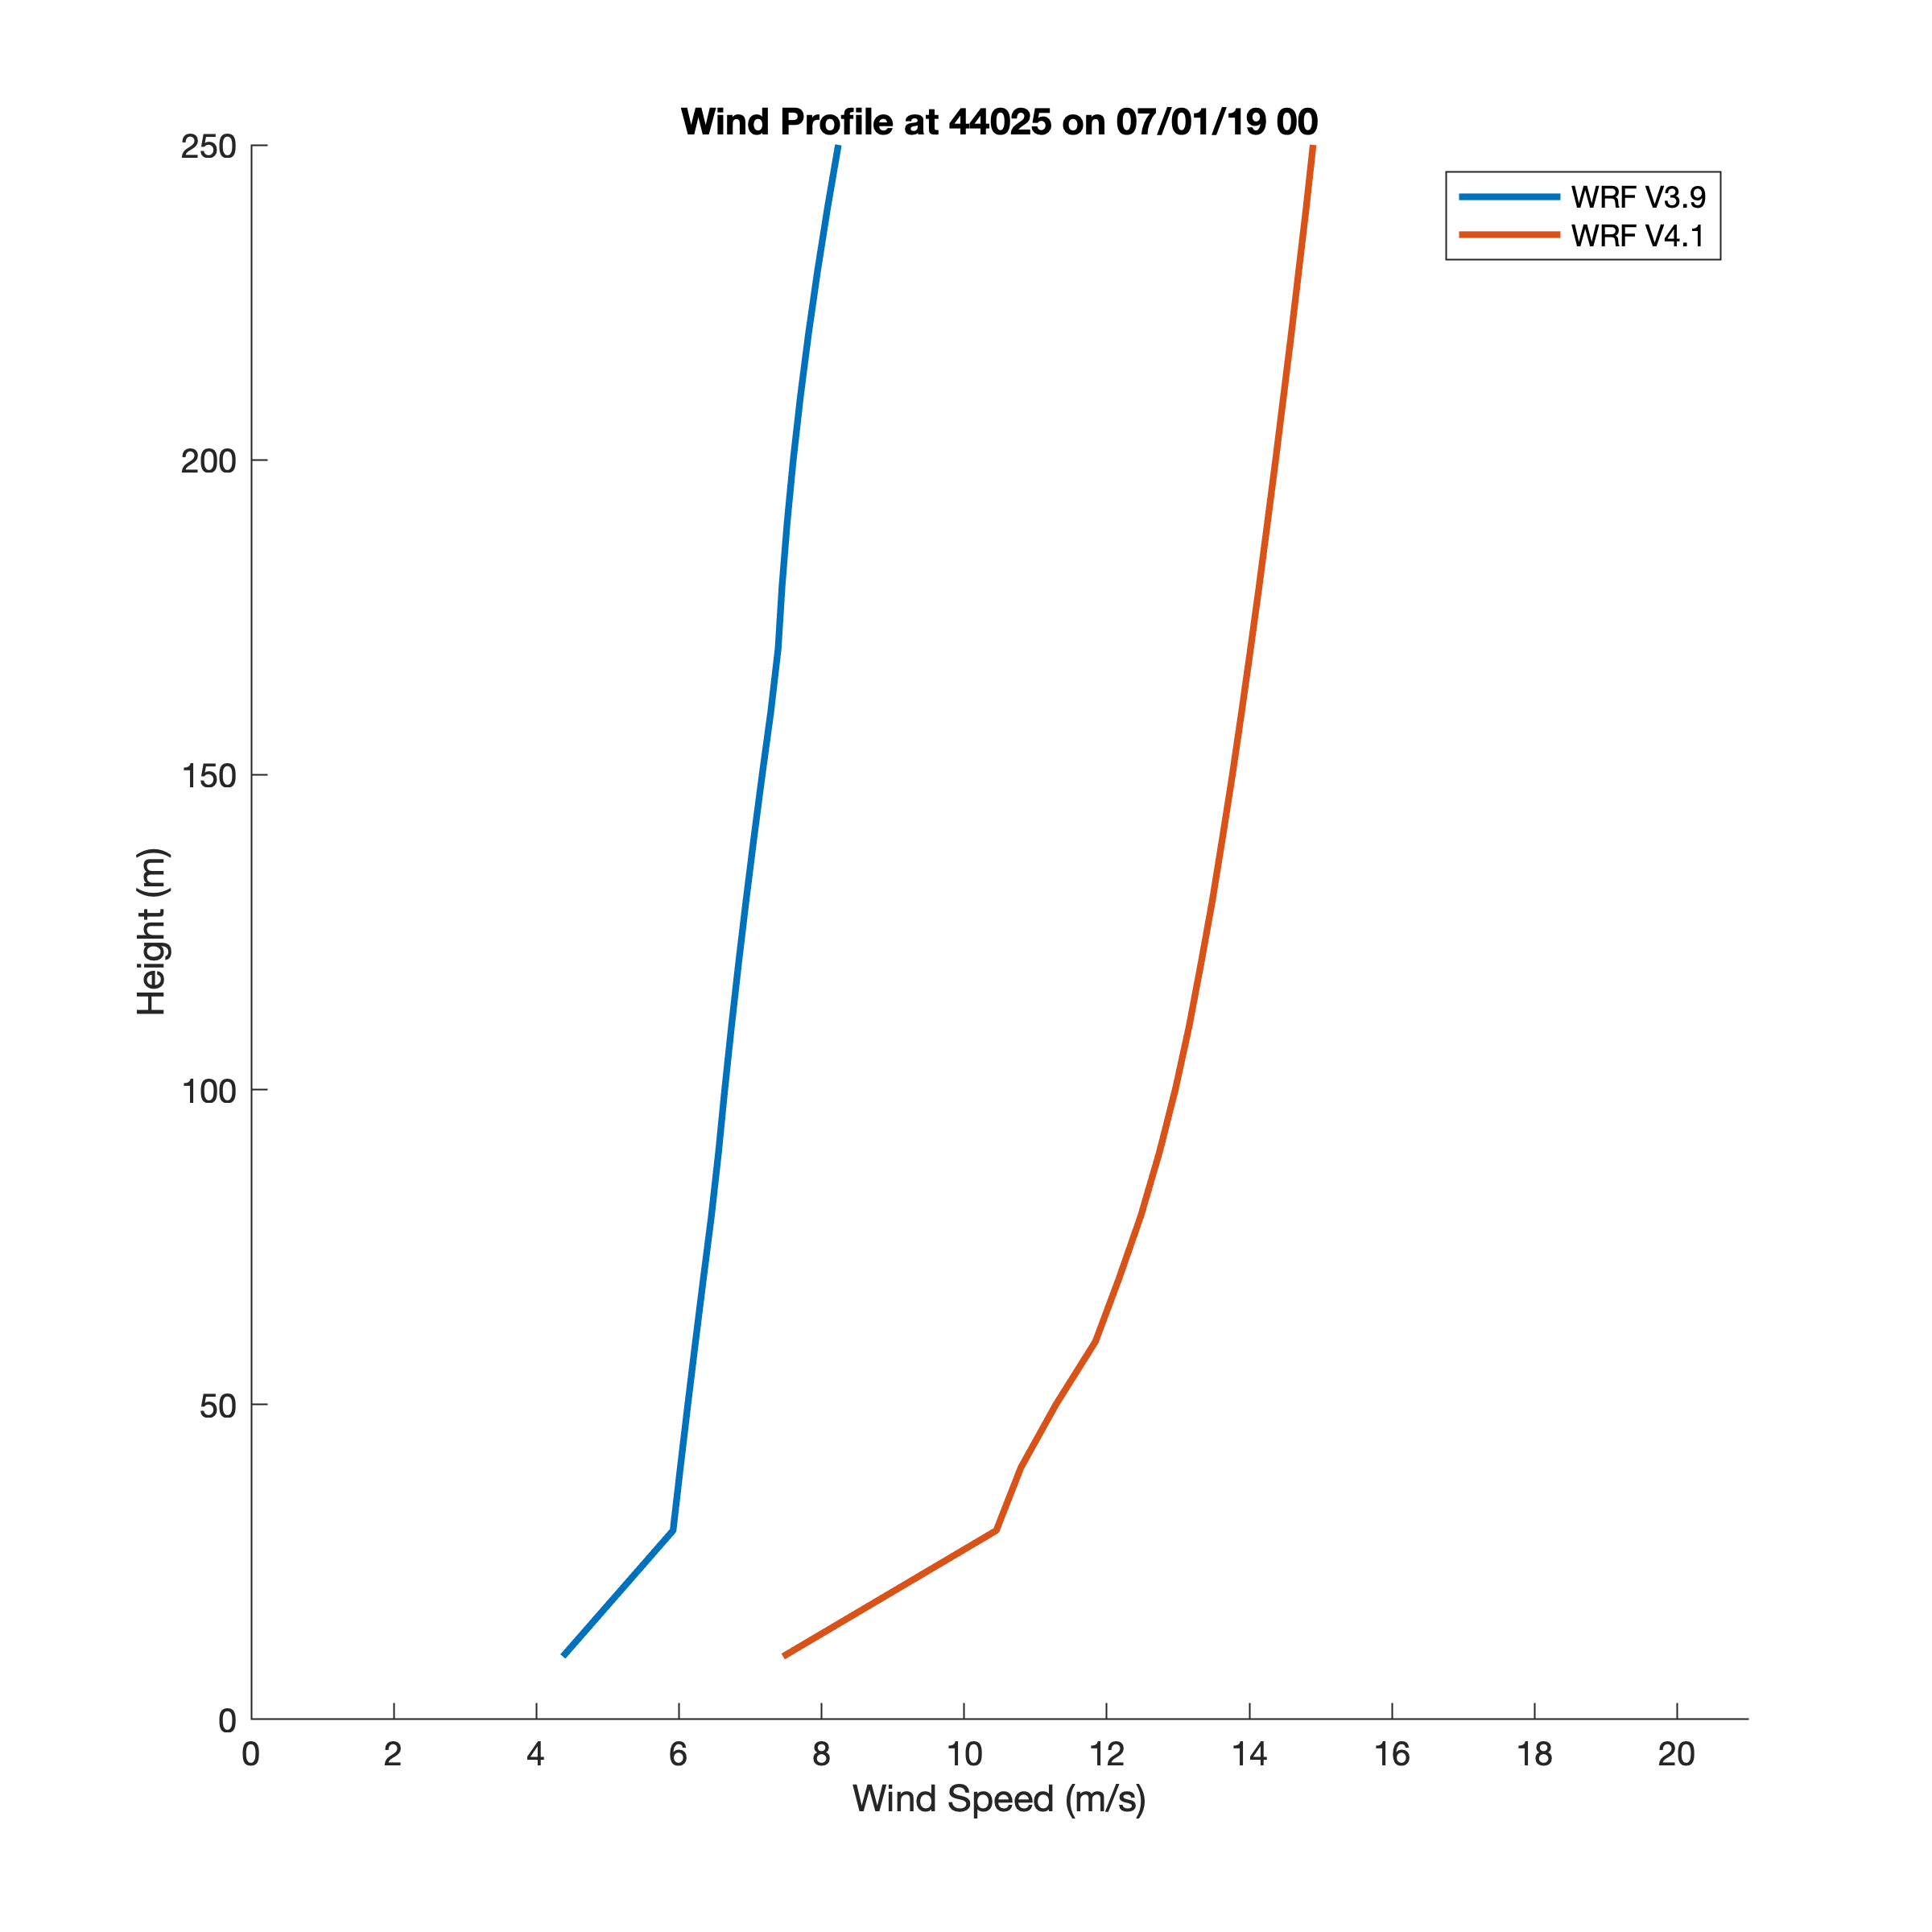 Wind Profile at 44025 on 07/01/19 00
WRF V3.9
WRF V4.1
250
200
150
100
50
0
Height (m)
0 2 4 6 8 10 12 14 16 18 20
Wind Speed (m/s)